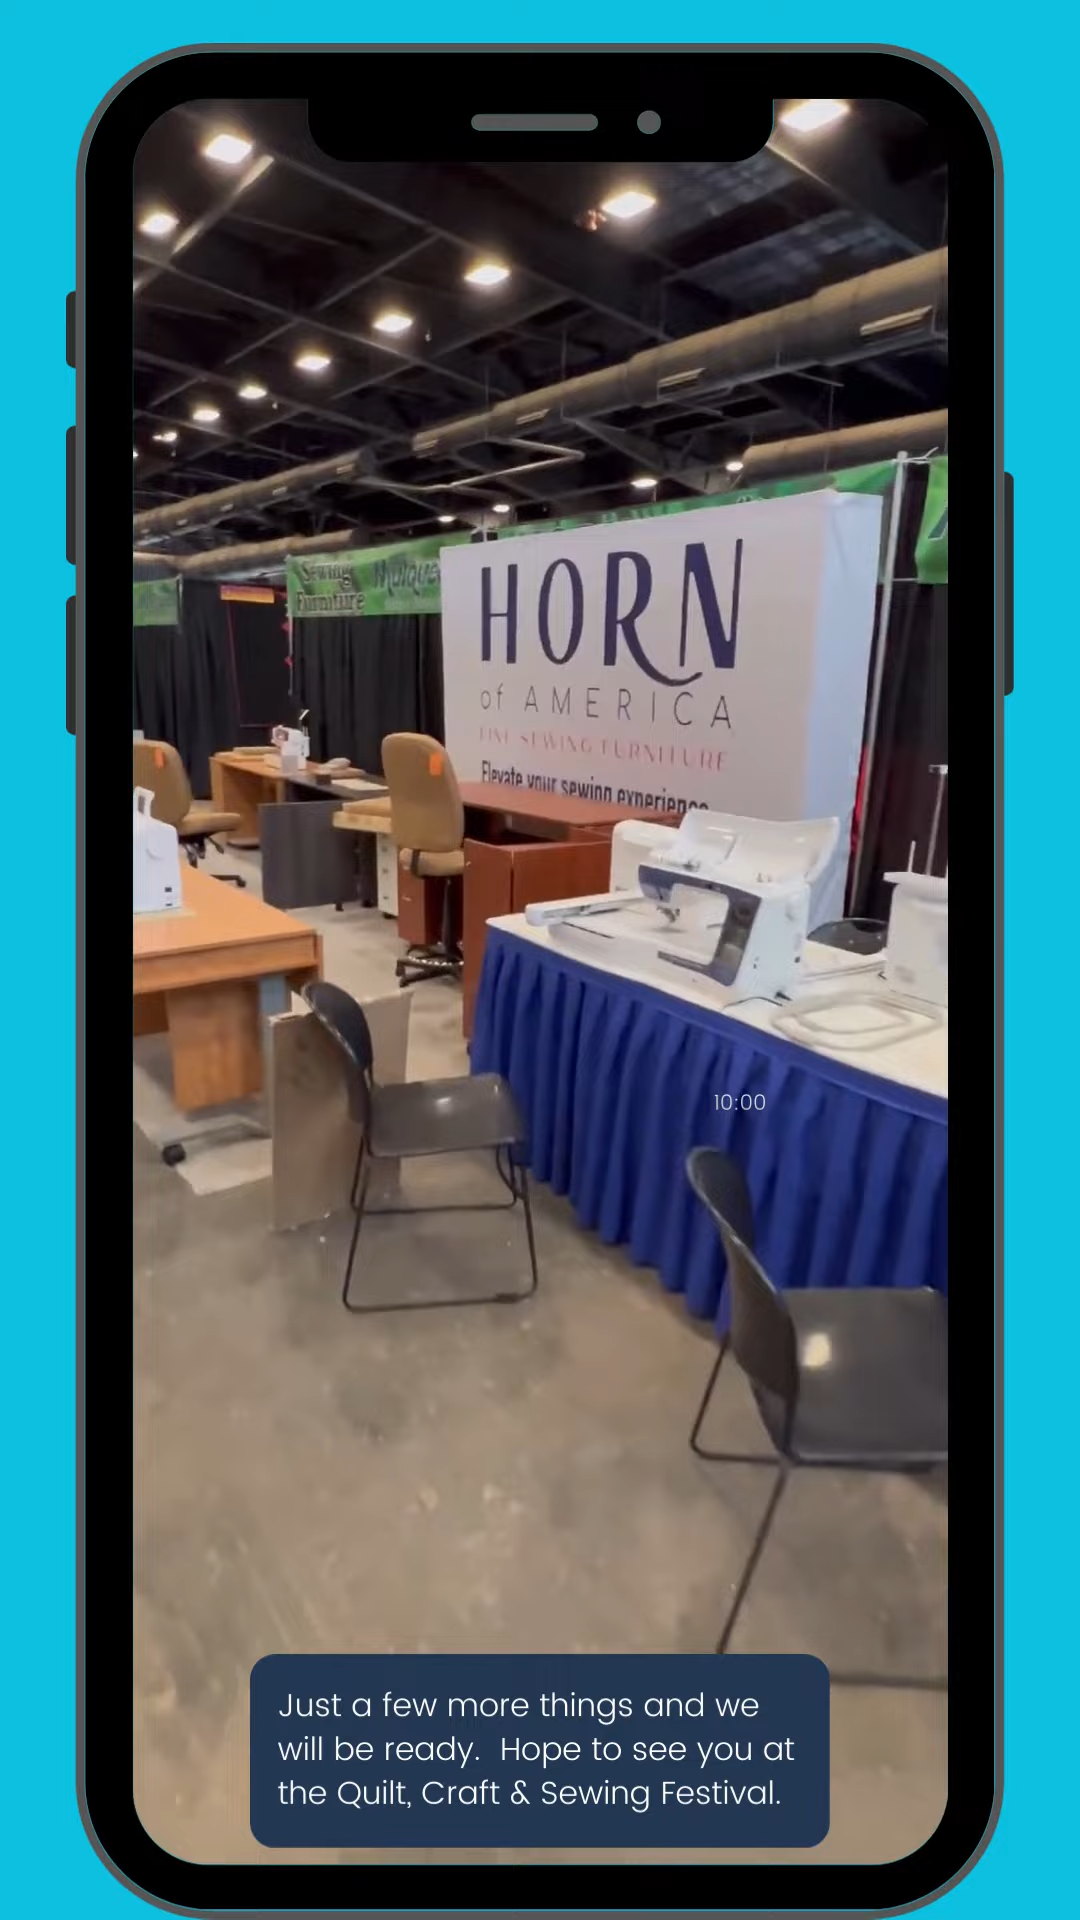 Sewing
Furniture
HORN
of AMERICA
FINE SEWING FURNITURE
Elevate your sewing experience
10:00
Just a few more things and we
will be ready.  Hope to see you at
the Quilt, Craft & Sewing Festival.